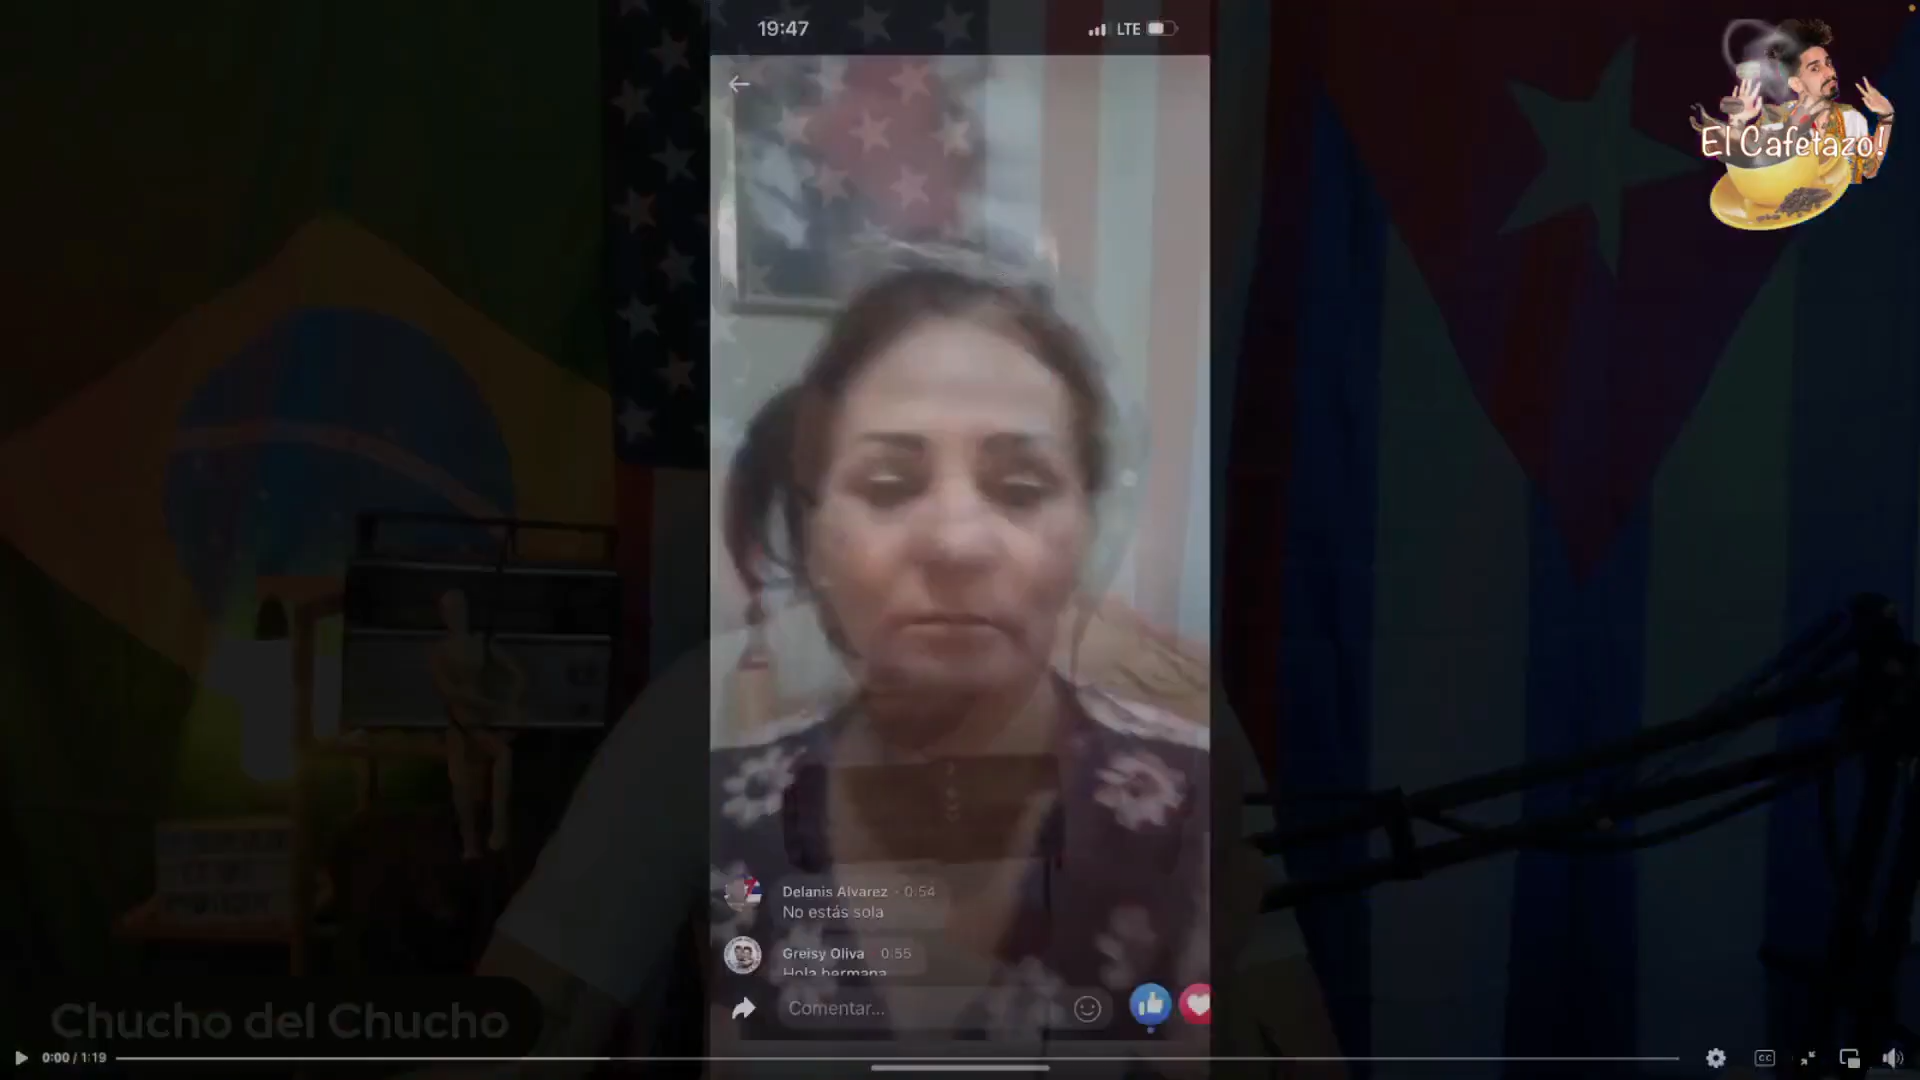 19:47
LTE
El Cafetazo!
Delanis Alvarez · 0:54
No estás sola
Greisy Oliva 0:55
Hola hermana
Comentar...
Chucho del Chucho
0:00 / 1:19
CC